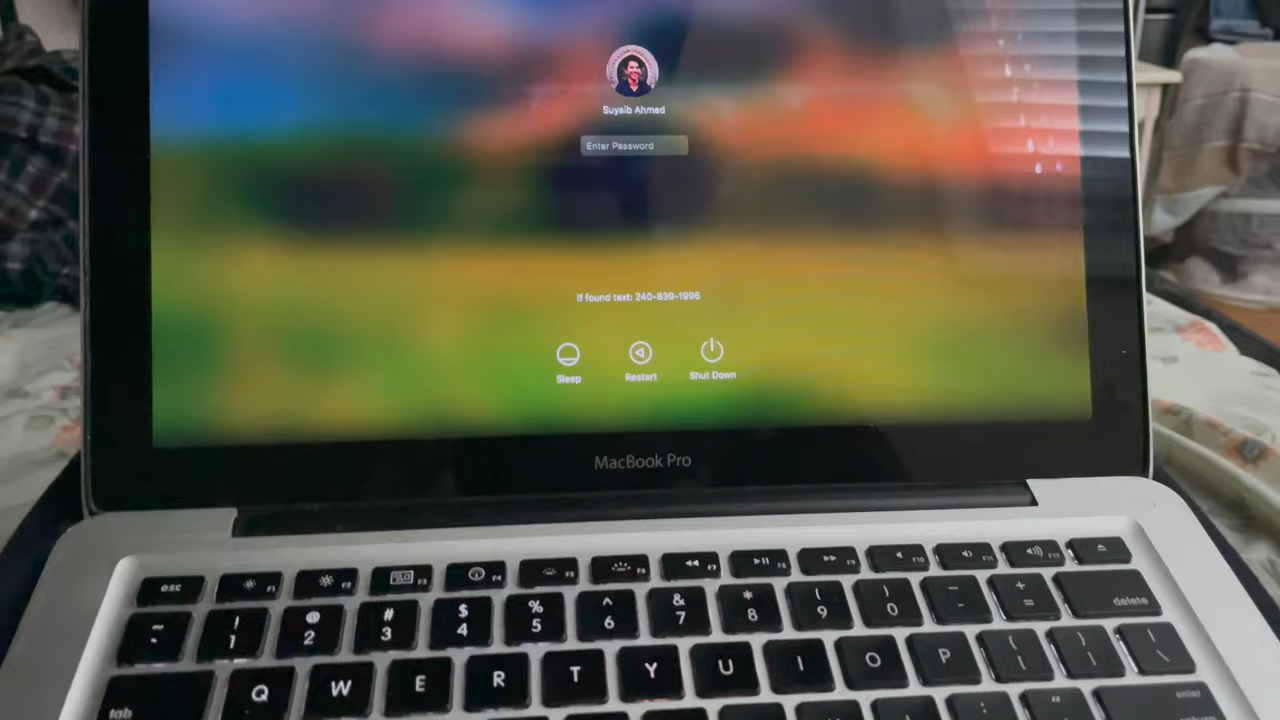 Suyaib Ahmed
Enter Password
If found text: 240-839-1996
Sleep Restart Shut Down
MacBook Pro
esc F1 F2 F3 F4 F5 F6 F7 F8 F9 F10 F11 F12
~ ! @ # $ % ^ & * ( ) _ +
1 2 3 4 5 6 7 8 9 0 - = delete
tab Q W E R T Y U I O P { [ } ] | \
: " enter